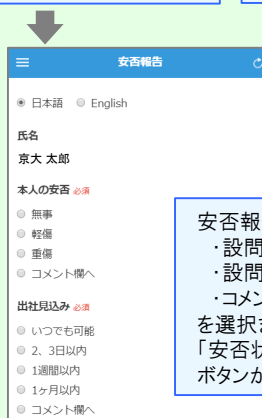 安否報告
日本語 English
氏名
京大 太郎
本人の安否 必須
無事
軽傷
重傷
コメント欄へ
出社見込み 必須
いつでも可能
2、3日以内
1週間以内
1ヶ月以内
コメント欄へ
安否報
・設問
・設問
・コメン
を選択
「安否状
ボタンか